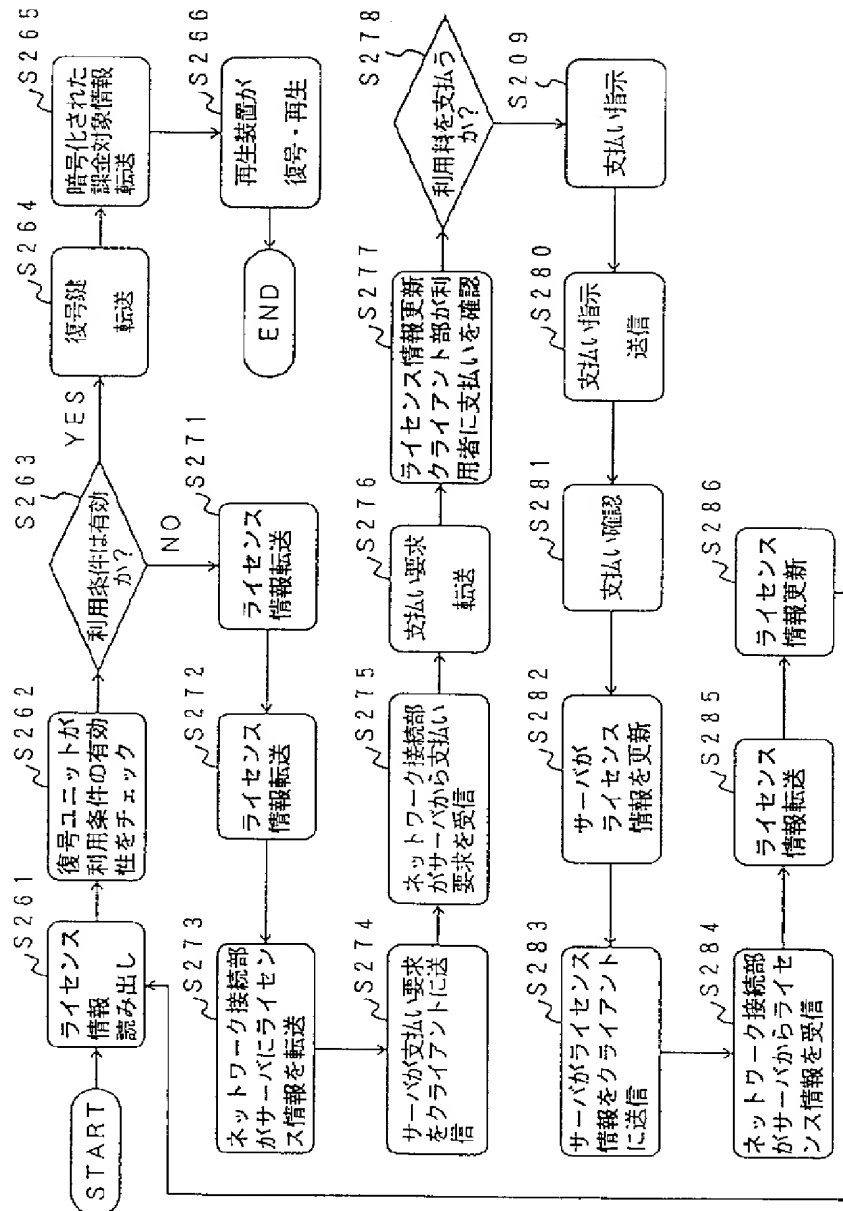 START
S261
ライセンス
情報
読み出し
S262
復号ユニットが
利用条件の有効
性をチェック
S263
利用条件は有効
か?
YES
NO
S264
復号鍵
転送
S265
暗号化された
課金対象情報
転送
S266
再生装置が
復号・再生
END
S271
ライセンス
情報転送
S272
ライセンス
情報転送
S273
ネットワーク接続部
がサーバにライセン
ス情報を転送
S274
サーバが支払い要求
をクライアントに送
信
S275
ネットワーク接続部
がサーバから支払い
要求を受信
S276
支払い要求
転送
S277
ライセンス情報更新
クライアント部が利
用者に支払いを確認
S278
利用料を支払う
か?
S209
支払い指示
S280
支払い指示
送信
S281
支払い確認
S282
サーバが
ライセンス
情報を更新
S283
サーバがライセンス
情報をクライアント
に送信
S284
ネットワーク接続部
がサーバからライセ
ンス情報を受信
S285
ライセンス
情報転送
S286
ライセンス
情報更新